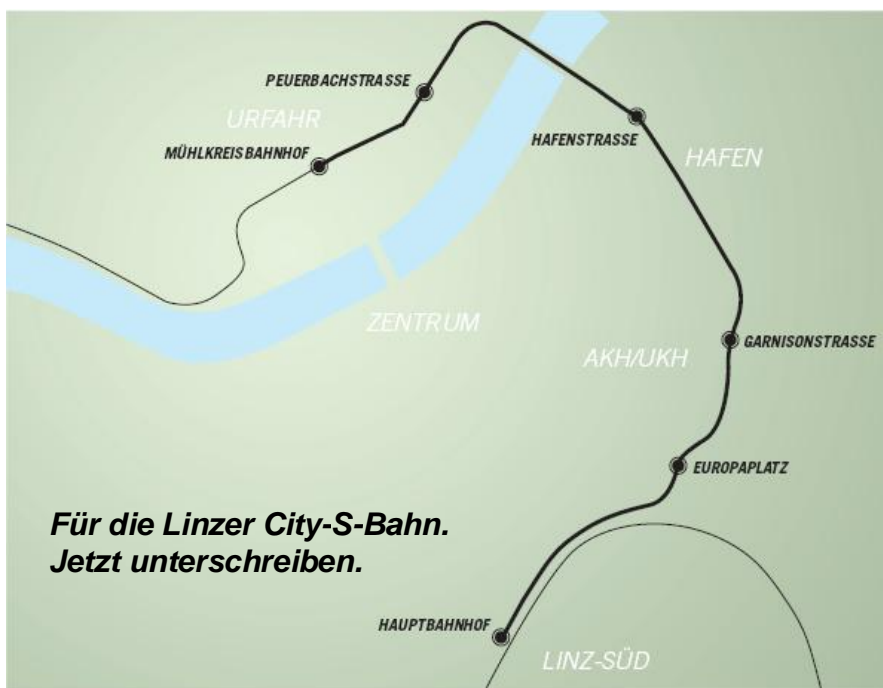 PEUERBACHSTRASSE
URFAHR
MÜHLKREISBAHNHOF
HAFENSTRASSE
HAFEN
ZENTRUM
GARNISONSTRASSE
AKH/UKH
EUROPAPLATZ
Für die Linzer City-S-Bahn.
Jetzt unterschreiben.
HAUPTBAHNHOF
LINZ-SÜD